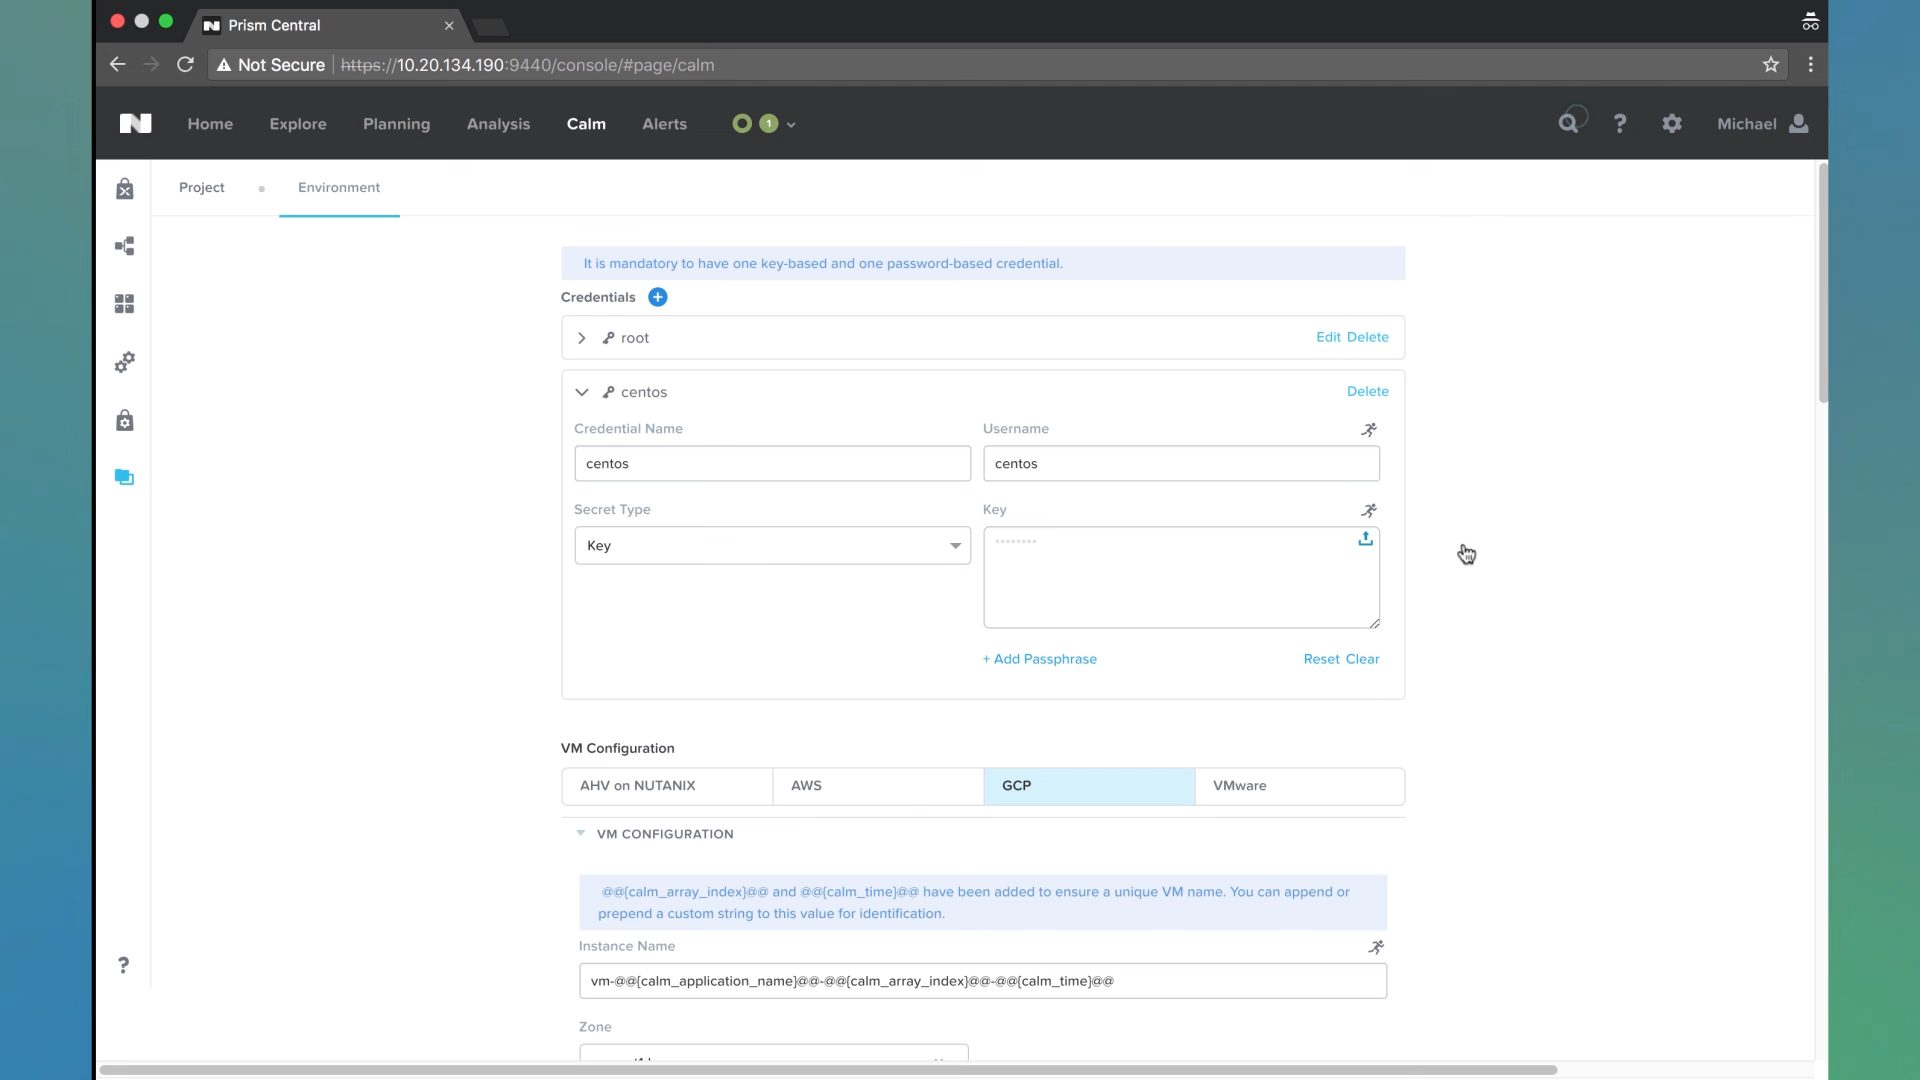 Prism Central
Not Secure https://10.20.134.190:9440/console/#page/calm
Home Explore Planning Analysis Calm Alerts 1 ? Michael
Project Environment
It is mandatory to have one key-based and one password-based credential.
Credentials
root Edit Delete
centos Delete
Credential Name Username
centos centos
Secret Type Key
Key ••••••••
+ Add Passphrase Reset Clear
VM Configuration
AHV on NUTANIX AWS GCP VMware
VM CONFIGURATION
@@{calm_array_index}@@ and @@{calm_time}@@ have been added to ensure a unique VM name. You can append or
prepend a custom string to this value for identification.
Instance Name
?
vm-@@{calm_application_name}@@-@@{calm_array_index}@@-@@{calm_time}@@
Zone